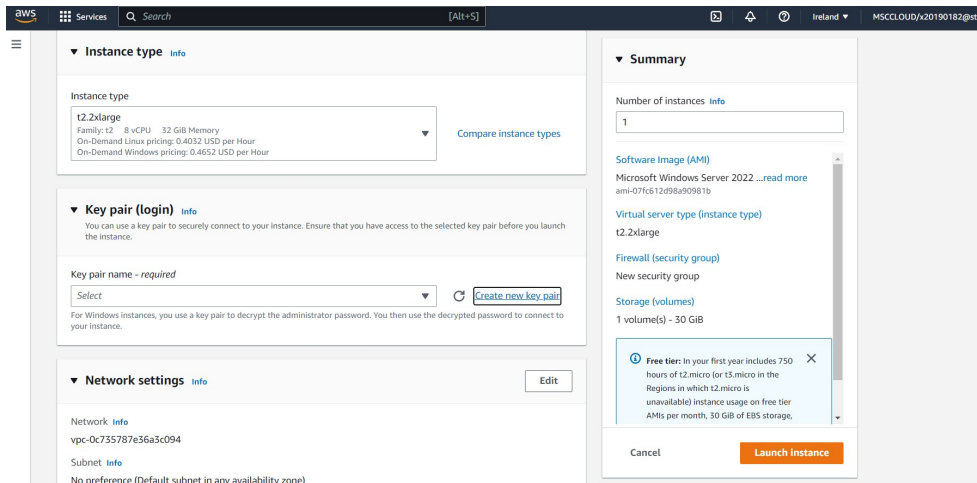 aws
Services
Search
[Alt+S]
Ireland
MSCCLOUD/x20190182@st
Instance type Info
Instance type
t2.2xlarge
Family: t2 8 vCPU 32 GiB Memory
On-Demand Linux pricing: 0.4032 USD per Hour
On-Demand Windows pricing: 0.4652 USD per Hour
Compare instance types
Key pair (login) Info
You can use a key pair to securely connect to your instance. Ensure that you have access to the selected key pair before you launch
the instance.
Key pair name - required
Select
Create new key pair
For Windows instances, you use a key pair to decrypt the administrator password. You then use the decrypted password to connect to
your instance.
Network settings Info
Edit
Network Info
vpc-0c735787e36a3c094
Subnet Info
No preference (Default subnet in any availability zone)
Summary
Number of instances Info
1
Software Image (AMI)
Microsoft Windows Server 2022 ...read more
ami-07fc612d98a90981b
Virtual server type (instance type)
t2.2xlarge
Firewall (security group)
New security group
Storage (volumes)
1 volume(s) - 30 GiB
Free tier: In your first year includes 750
hours of t2.micro (or t3.micro in the
Regions in which t2.micro is
unavailable) instance usage on free tier
AMIs per month, 30 GiB of EBS storage,
Cancel
Launch instance